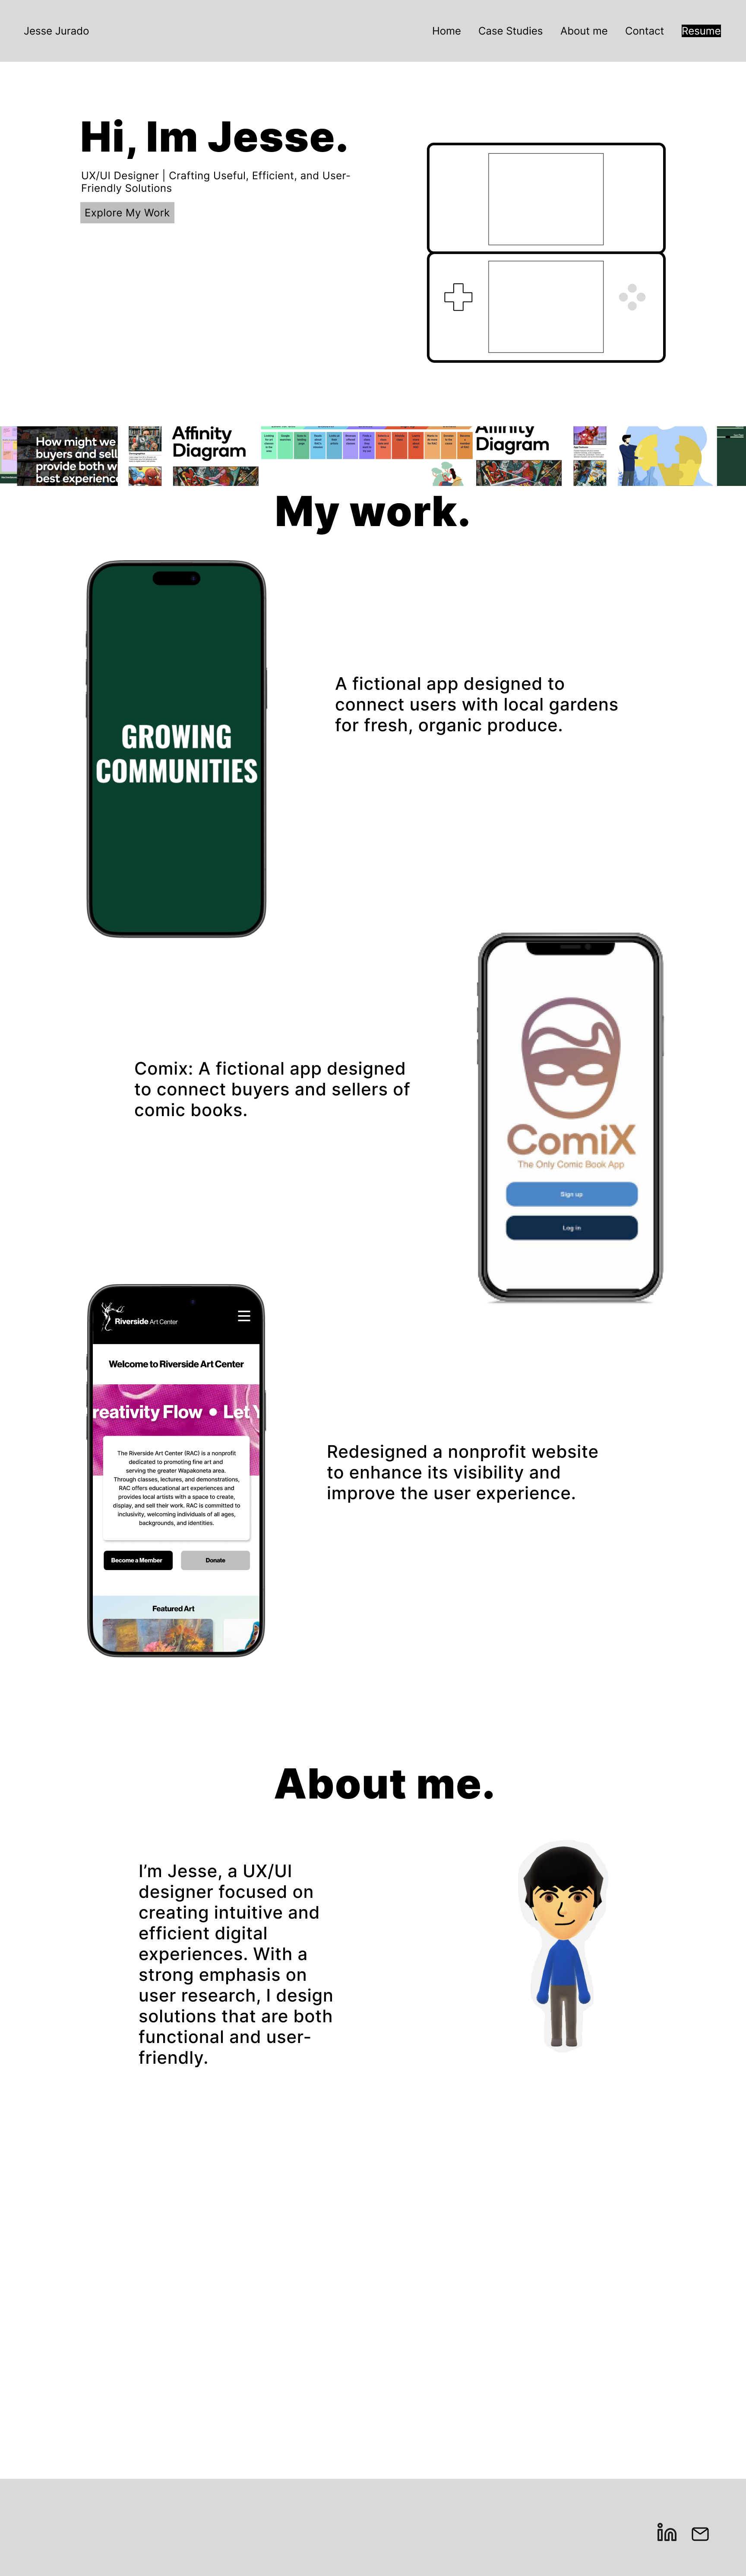 Jesse Jurado
Home Case Studies About me Contact Resume
Hi, Im Jesse.
UX/UI Designer | Crafting Useful, Efficient, and User-
Friendly Solutions
Explore My Work
How might we
buyers and sell
provide both w
best experience
Affinity
Diagram
Affinity
Diagram
My work.
GROWING
COMMUNITIES
A fictional app designed to
connect users with local gardens
for fresh, organic produce.
Comix: A fictional app designed
to connect buyers and sellers of
comic books.
ComiX
The Only Comic Book App
Sign up
Log in
Riverside Art Center
Welcome to Riverside Art Center
reativity Flow • Let Y
The Riverside Art Center (RAC) is a nonprofit
dedicated to promoting fine art and
serving the greater Wapakoneta area.
Through classes, lectures, and demonstrations,
RAC offers educational art experiences and
provides local artists with a space to create,
display, and sell their work. RAC is committed to
inclusivity, welcoming individuals of all ages,
backgrounds, and identities.
Become a Member Donate
Featured Art
Redesigned a nonprofit website
to enhance its visibility and
improve the user experience.
About me.
I’m Jesse, a UX/UI
designer focused on
creating intuitive and
efficient digital
experiences. With a
strong emphasis on
user research, I design
solutions that are both
functional and user-
friendly.